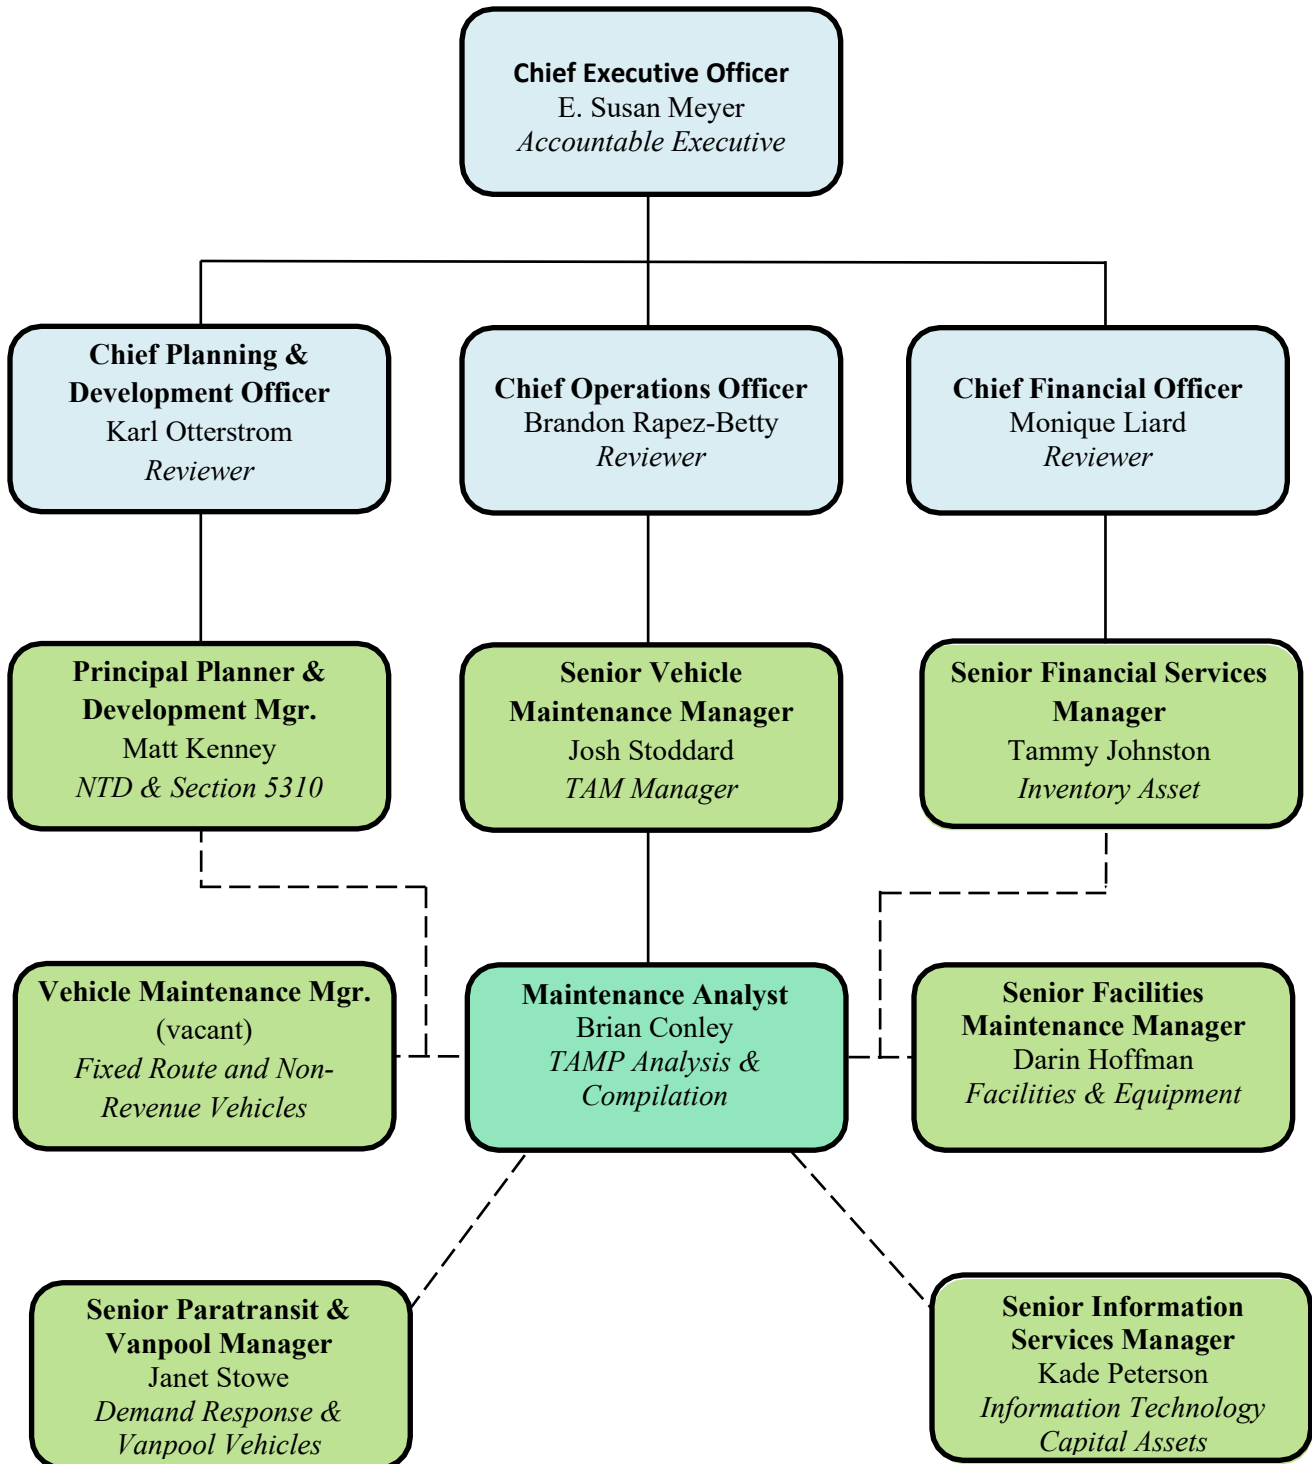 Chief Executive Officer
E. Susan Meyer
Accountable Executive
Chief Planning &
Development Officer
Karl Otterstrom
Reviewer
Chief Operations Officer
Brandon Rapez-Betty
Reviewer
Chief Financial Officer
Monique Liard
Reviewer
Principal Planner &
Development Mgr.
Matt Kenney
NTD & Section 5310
Senior Vehicle
Maintenance Manager
Josh Stoddard
TAM Manager
Senior Financial Services
Manager
Tammy Johnston
Inventory Asset
Vehicle Maintenance Mgr.
(vacant)
Fixed Route and Non-
Revenue Vehicles
Maintenance Analyst
Brian Conley
TAMP Analysis &
Compilation
Senior Facilities
Maintenance Manager
Darin Hoffman
Facilities & Equipment
Senior Paratransit &
Vanpool Manager
Janet Stowe
Demand Response &
Vanpool Vehicles
Senior Information
Services Manager
Kade Peterson
Information Technology
Capital Assets